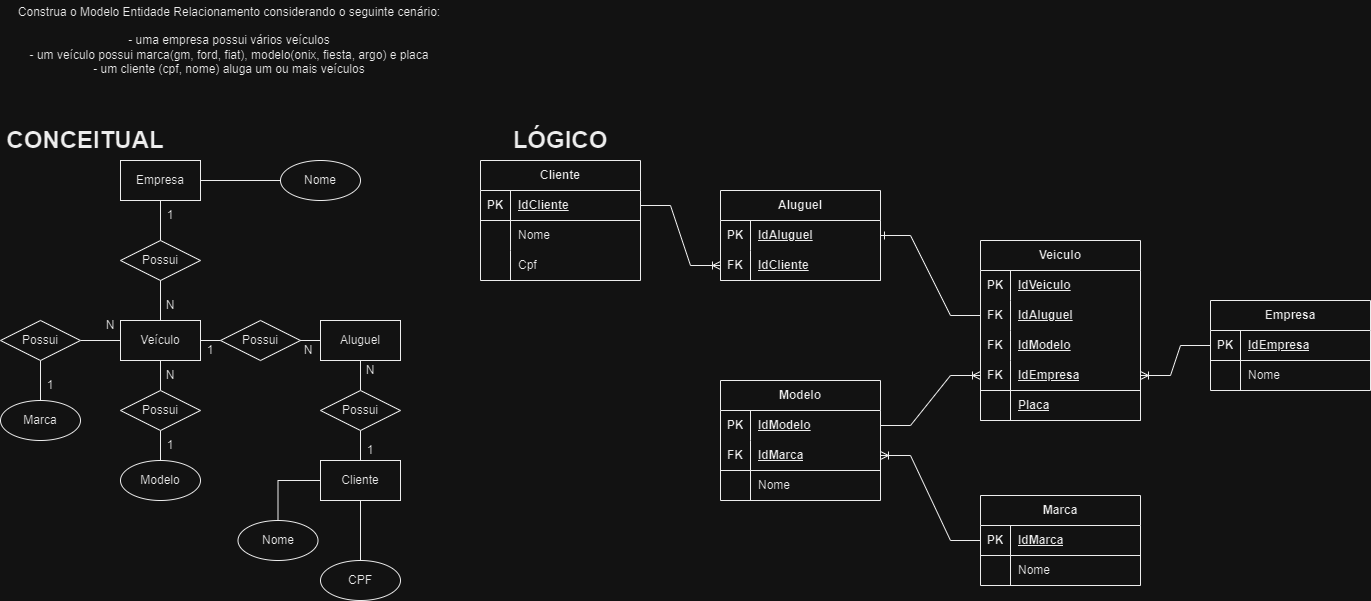 Construa o Modelo Entidade Relacionamento considerando o seguinte cenário:
- uma empresa possui vários veículos
- um veículo possui marca(gm, ford, fiat), modelo(onix, fiesta, argo) e placa
- um cliente (cpf, nome) aluga um ou mais veículos
CONCEITUAL
Empresa
Nome
1
Possui
N
Possui
N
Veículo
1
Possui
N
Aluguel
1
Marca
N
Possui
1
Modelo
N
Possui
1
Cliente
Nome
CPF
LÓGICO
Cliente
PK IdCliente
Nome
Cpf
Aluguel
PK IdAluguel
FK IdCliente
Veiculo
PK IdVeiculo
FK IdAluguel
FK IdModelo
FK IdEmpresa
Placa
Empresa
PK IdEmpresa
Nome
Modelo
PK IdModelo
FK IdMarca
Nome
Marca
PK IdMarca
Nome